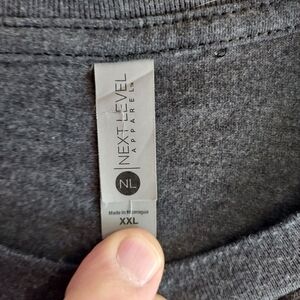 NEXT LEVEL
APPAREL
NL
Made in Nicaragua
XXL